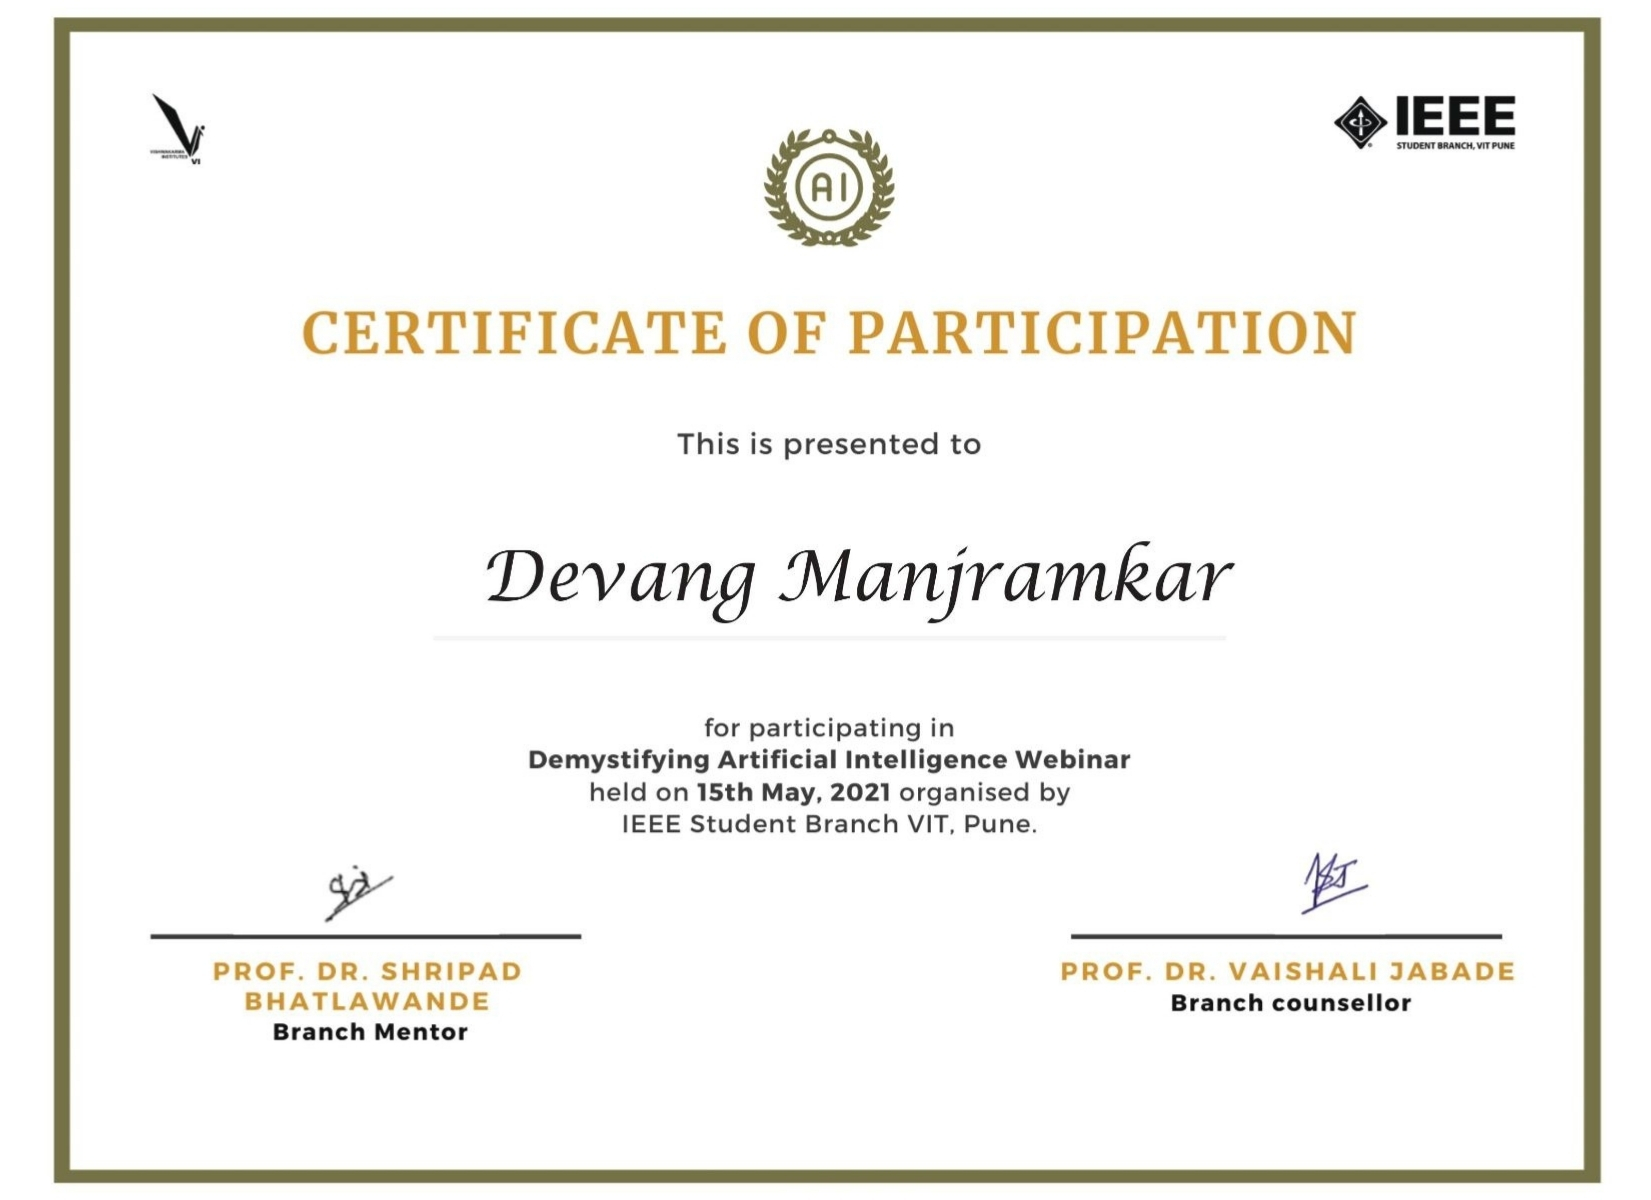 VISHWAKARMA
INSTITUTES
VI
IEEE
STUDENT BRANCH, VIT PUNE
AI
CERTIFICATE OF PARTICIPATION
This is presented to
Devang Manjramkar
for participating in
Demystifying Artificial Intelligence Webinar
held on 15th May, 2021 organised by
IEEE Student Branch VIT, Pune.
PROF. DR. SHRIPAD
BHATLAWANDE
Branch Mentor
PROF. DR. VAISHALI JABADE
Branch counsellor